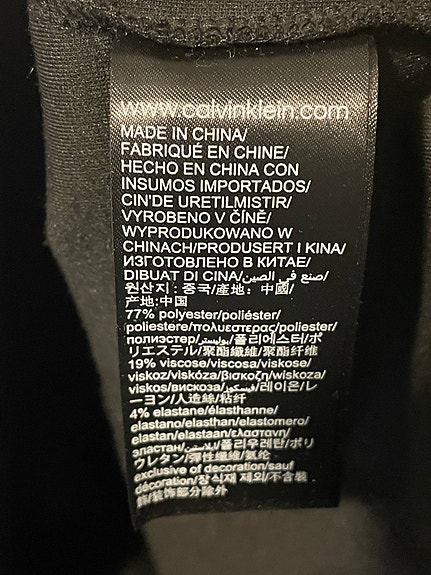 www.calvinklein.com
MADE IN CHINA/
FABRIQUÉ EN CHINE/
HECHO EN CHINA CON
INSUMOS IMPORTADOS/
CIN'DE URETILMISTIR/
VYROBENO V ČÍNĚ/
WYPRODUKOWANO W
CHINACH/PRODUSERT I KINA/
ИЗГОТОВЛЕНО В КИТАЕ/
DIBUAT DI CINA/صنع في الصين/
원산지 : 중국/產地: 中國/
产地:中国
77% polyester/poliéster/
poliestere/πολυεστερας/poliester/
полиэстер/بوليستر/폴리에스터/ポ
リエステル/聚酯纖維/聚酯纤维
19% viscose/viscosa/viskose/
viskoz/viskóza/βισκοζη/wiskoza/
viskos/вискоза/فيسكوز/레이온/レ
ーヨン/人造絲/粘纤
4% elastane/élasthanne/
elastano/elasthan/elastomero/
elastan/elastaan/ελαστανη/
эластан/ايلاستين/폴리우레탄/ポリ
ウレタン/彈性纖維/氨纶
exclusive of decoration/sauf
décoration/장식재 제외/不含裝
飾/装饰部分除外